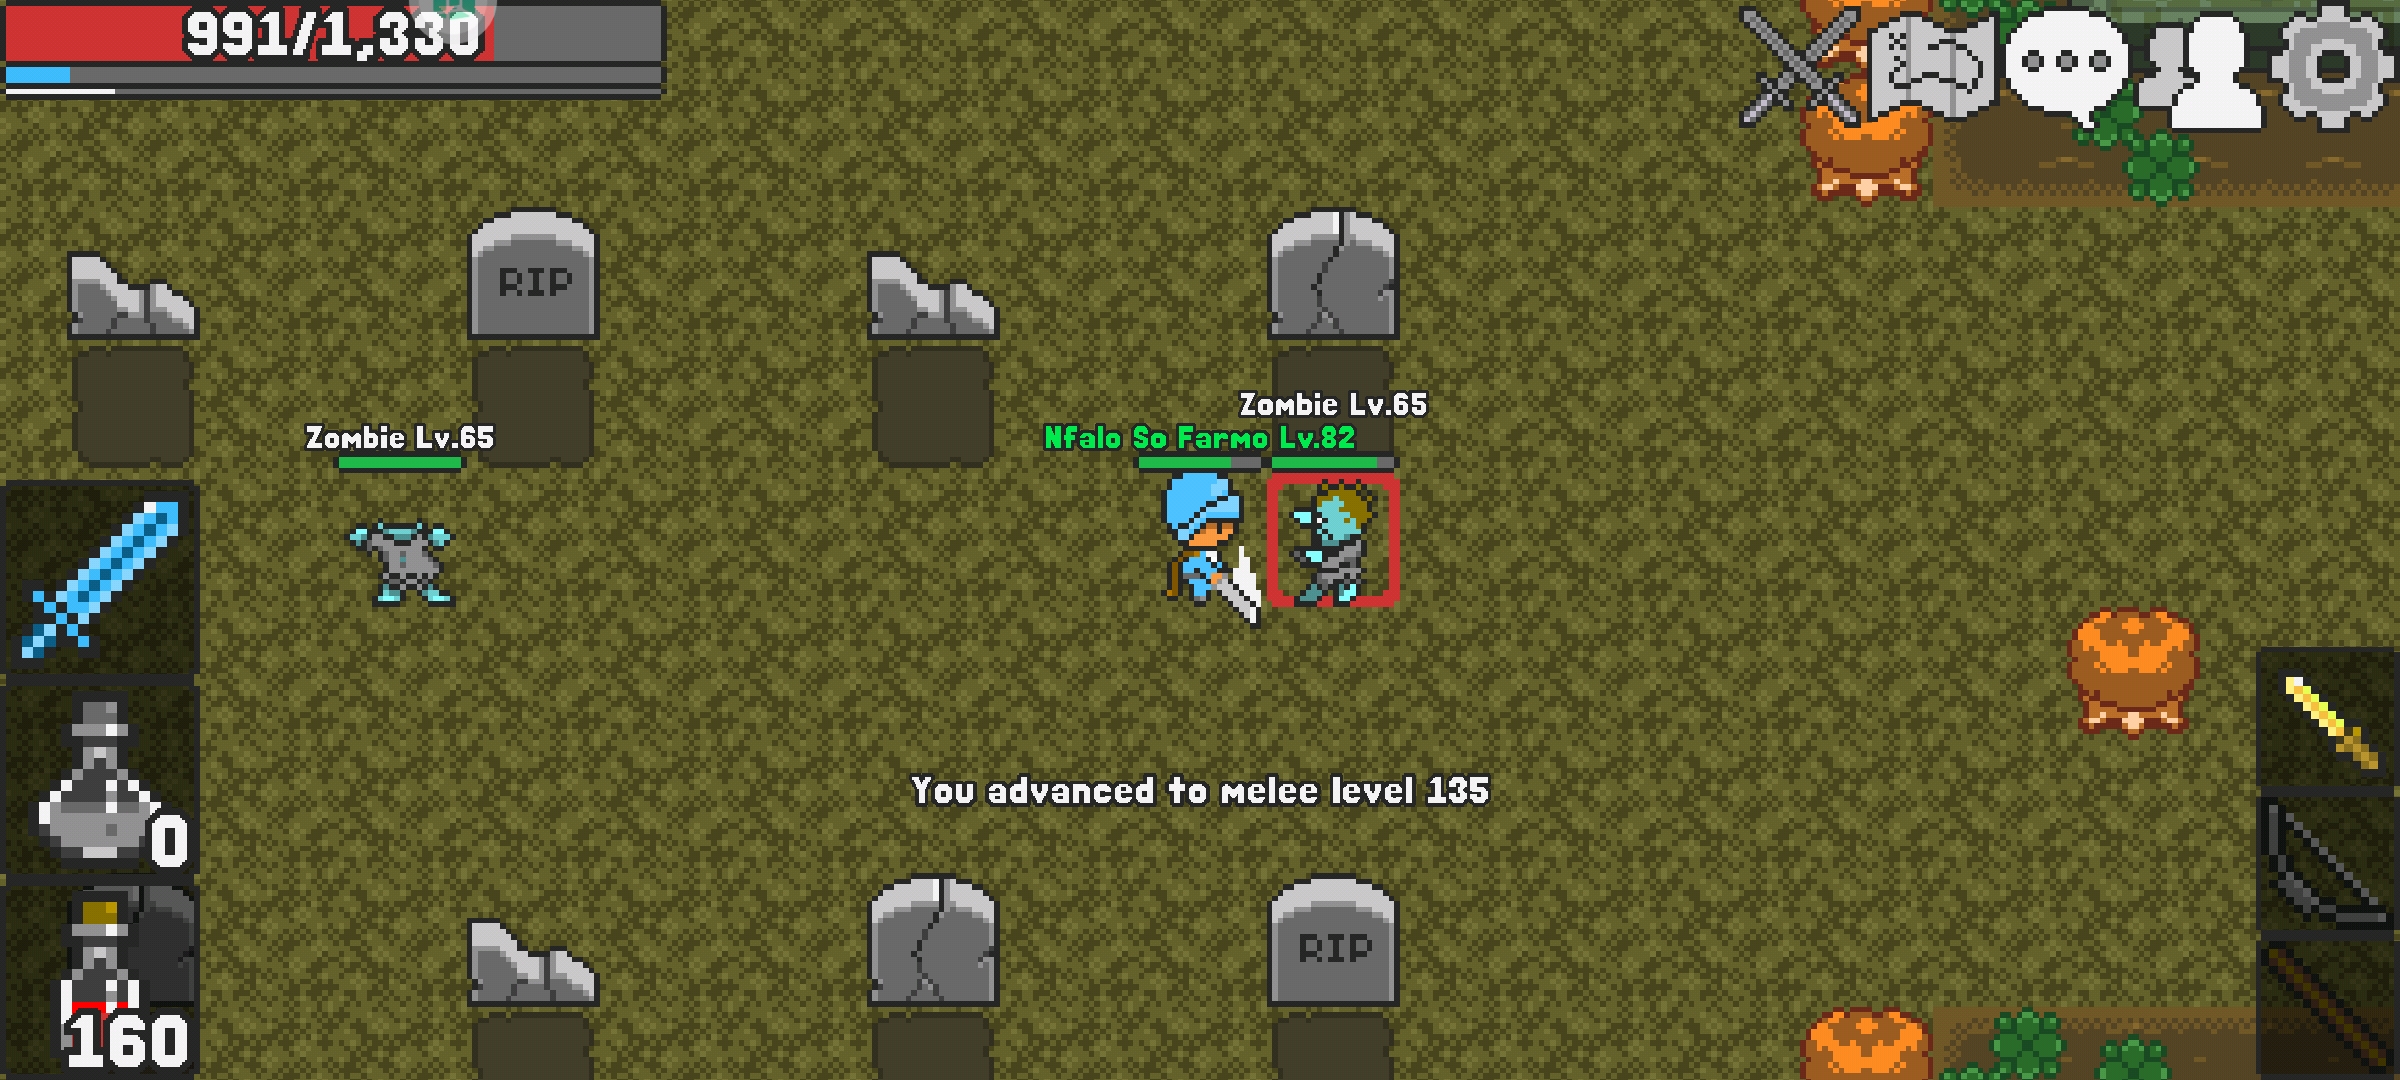 991/1,330
RIP
Zombie Lv.65
Zombie Lv.65
Nfalo So Farmo Lv.82
You advanced to melee level 135
0
RIP
160